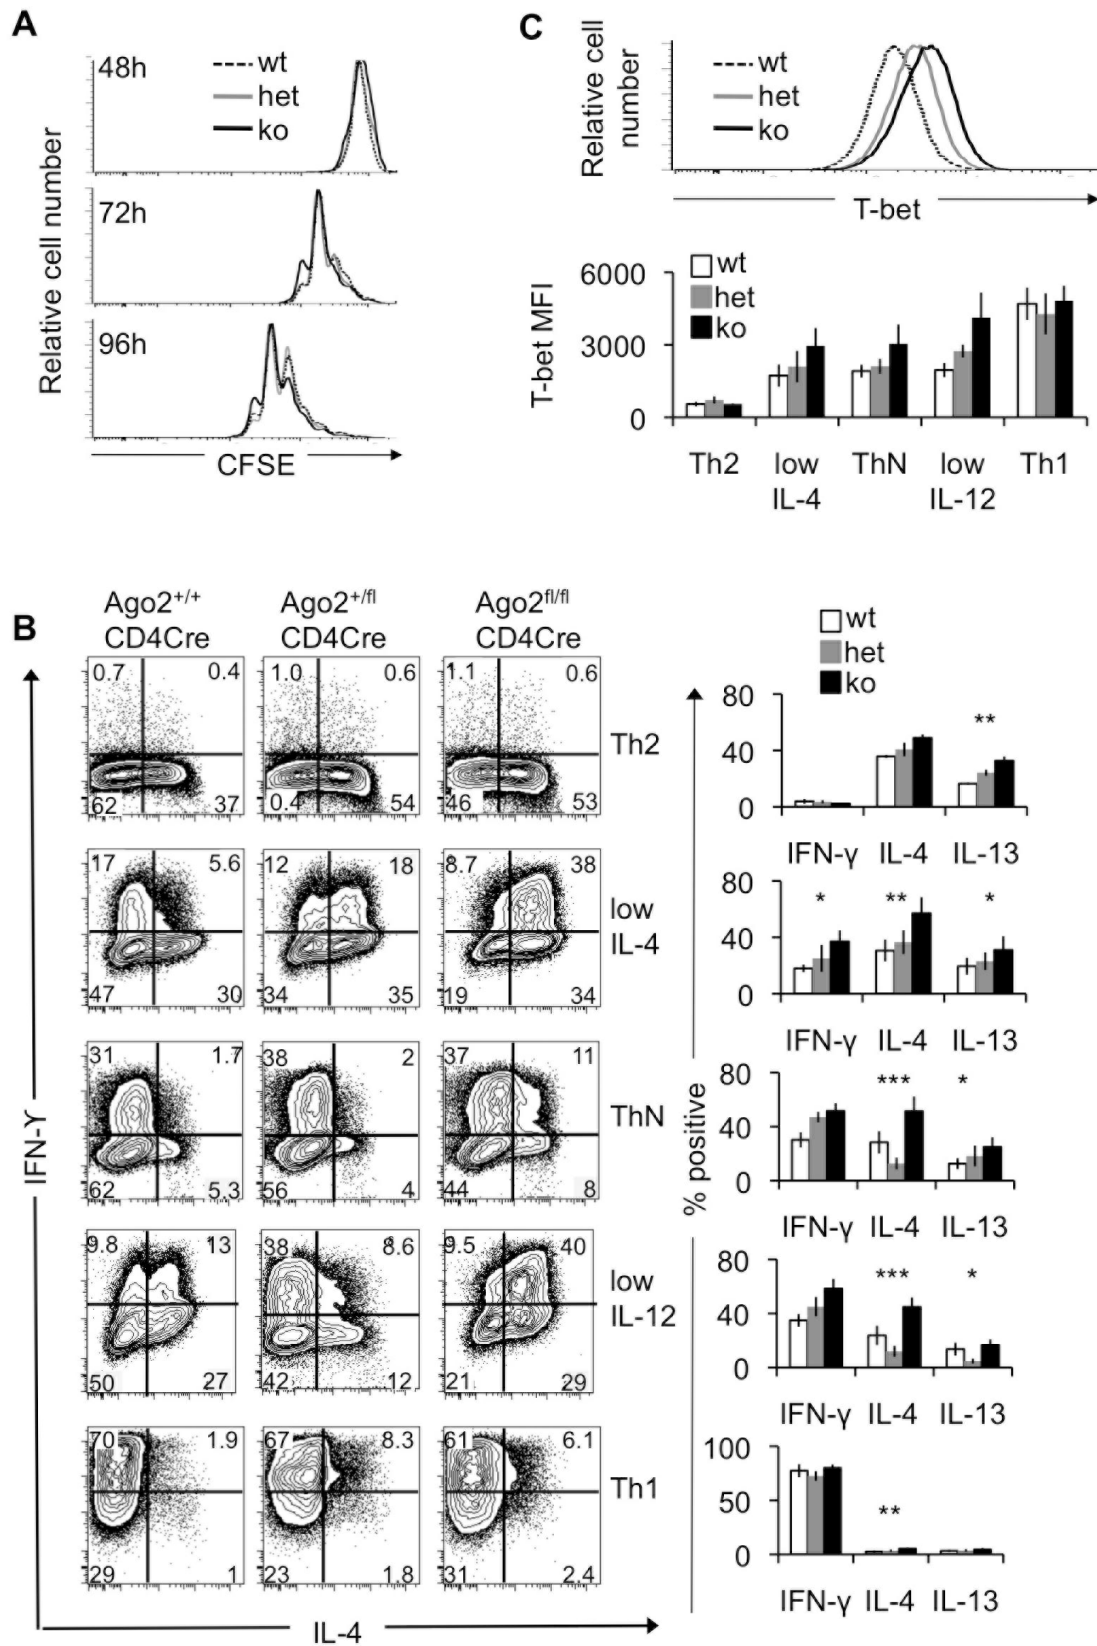 A
48h
wt
het
ko
72h
96h
Relative cell number
CFSE
C
Relative cell
number
wt
het
ko
T-bet
T-bet MFI
6000
3000
0
wt
het
ko
Th2
low
IL-4
ThN
low
IL-12
Th1
B
Ago2+/+
CD4Cre
Ago2+/fl
CD4Cre
Ago2fl/fl
CD4Cre
IFN-ϒ
0.7 0.4
62 37
1.0 0.6
0.4 54
1.1 0.6
46 53
Th2
17 5.6
47 30
12 18
34 35
8.7 38
19 34
low
IL-4
31 1.7
62 5.3
38 2
56 4
37 11
44 8
ThN
9.8 13
50 27
38 8.6
42 12
9.5 40
21 29
low
IL-12
70 1.9
29 1
67 8.3
23 1.8
61 6.1
31 2.4
Th1
IL-4
wt
het
ko
% positive
80
40
0
**
IFN-γ IL-4 IL-13
80
40
0
* ** *
IFN-γ IL-4 IL-13
80
40
0
*** *
IFN-γ IL-4 IL-13
80
40
0
*** *
IFN-γ IL-4 IL-13
100
50
0
**
IFN-γ IL-4 IL-13